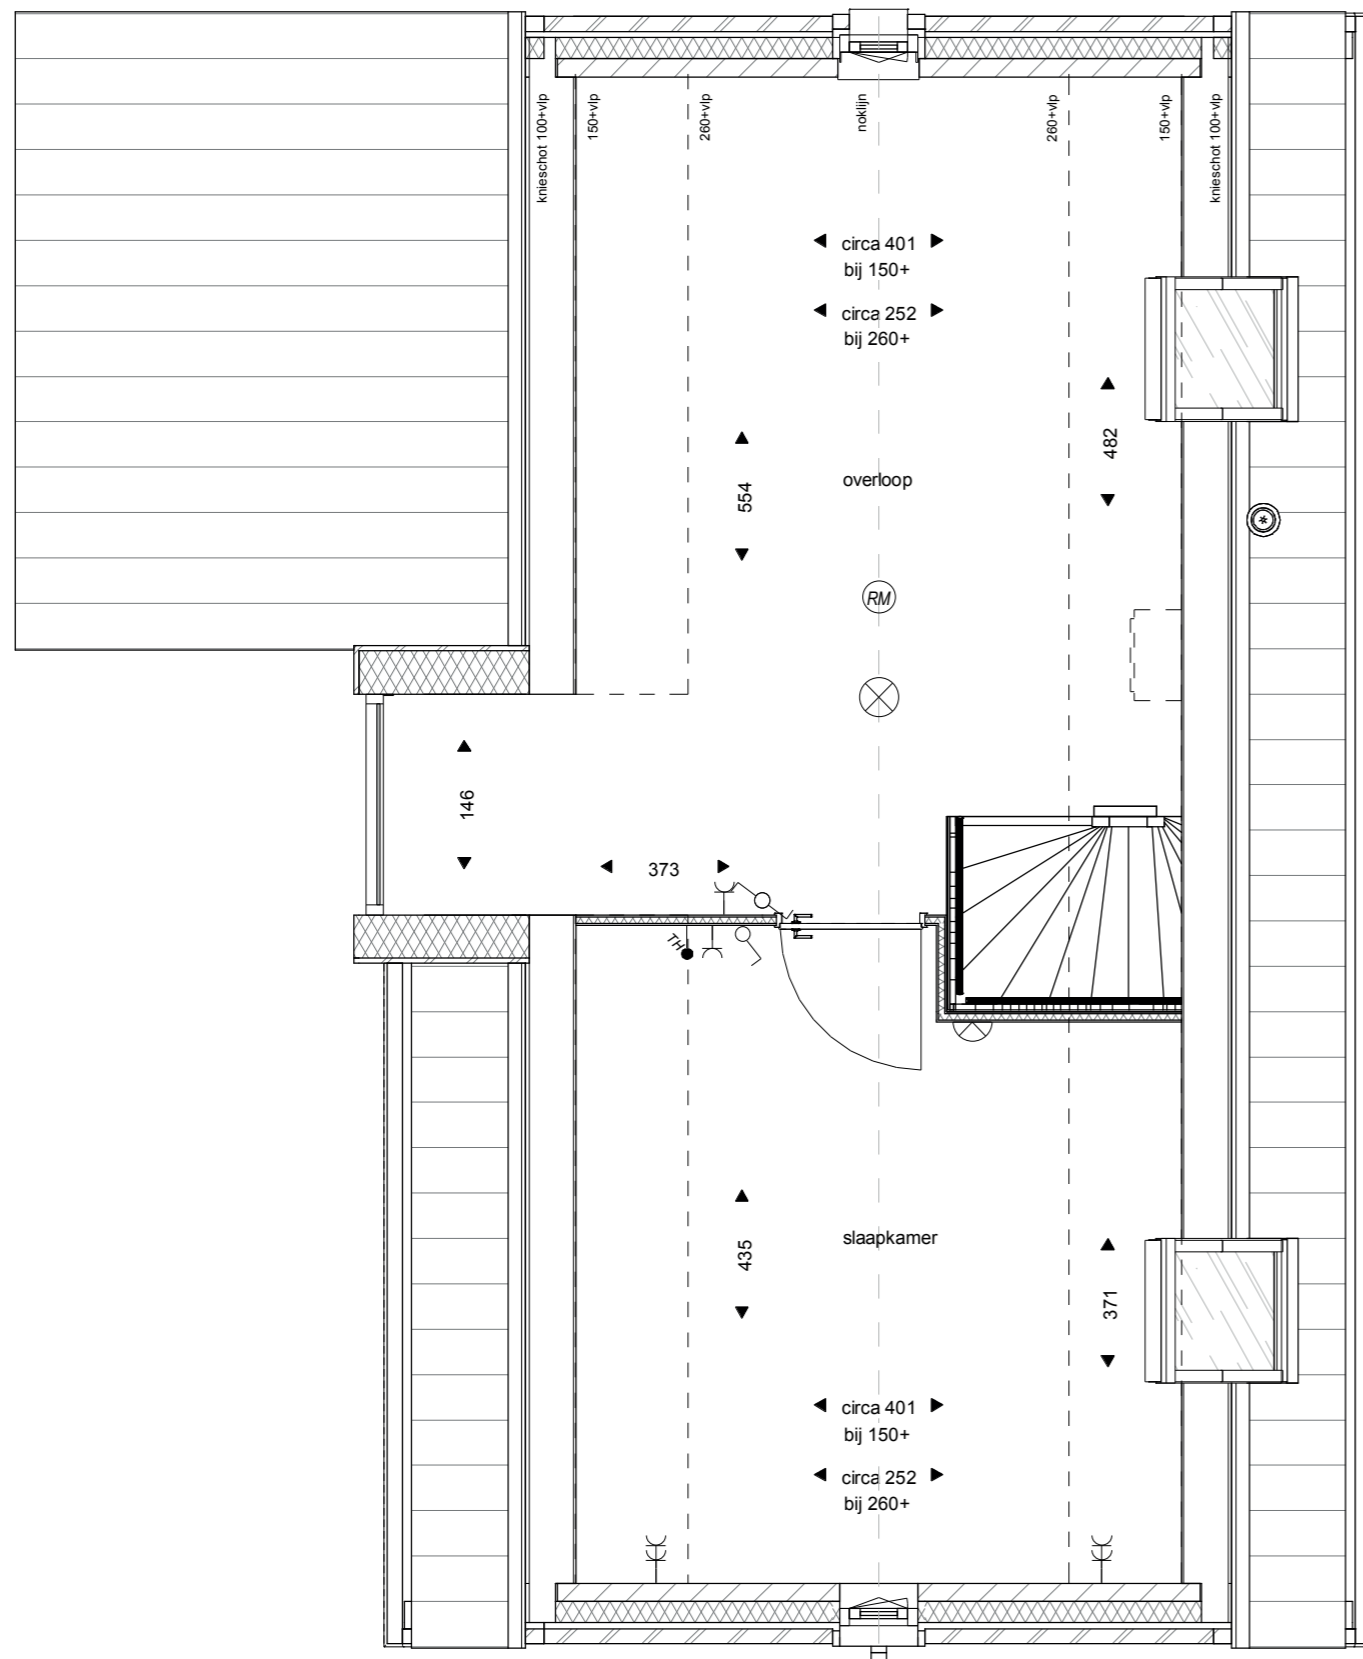 knieschot 100+vlp
150+vlp
260+vlp
noklijn
260+vlp
150+vlp
knieschot 100+vlp
circa 401
bij 150+
circa 252
bij 260+
482
554
overloop
RM
146
373
TH
435
slaapkamer
371
circa 401
bij 150+
circa 252
bij 260+